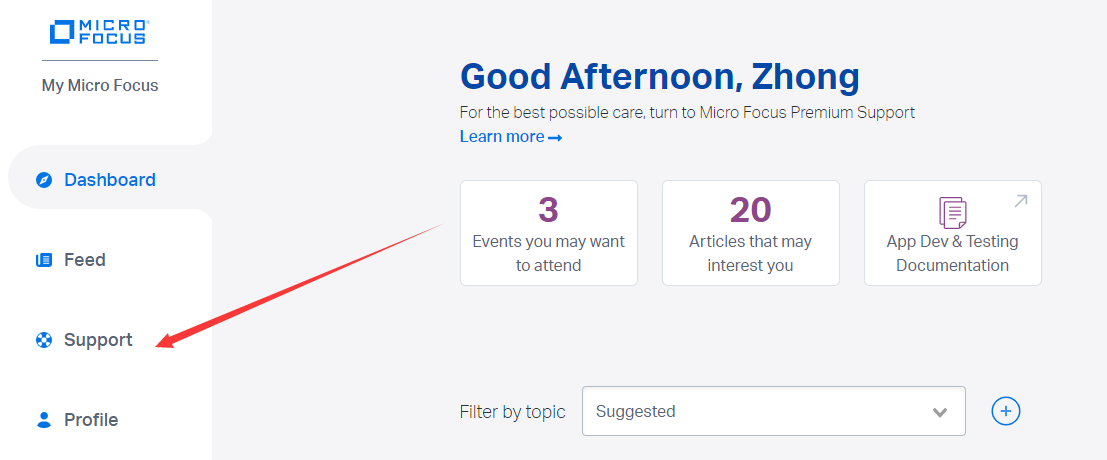 MICRO
FOCUS
My Micro Focus
Dashboard
Feed
Support
Profile
Good Afternoon, Zhong
For the best possible care, turn to Micro Focus Premium Support
Learn more
3
Events you may want
to attend
20
Articles that may
interest you
App Dev & Testing
Documentation
Filter by topic
Suggested